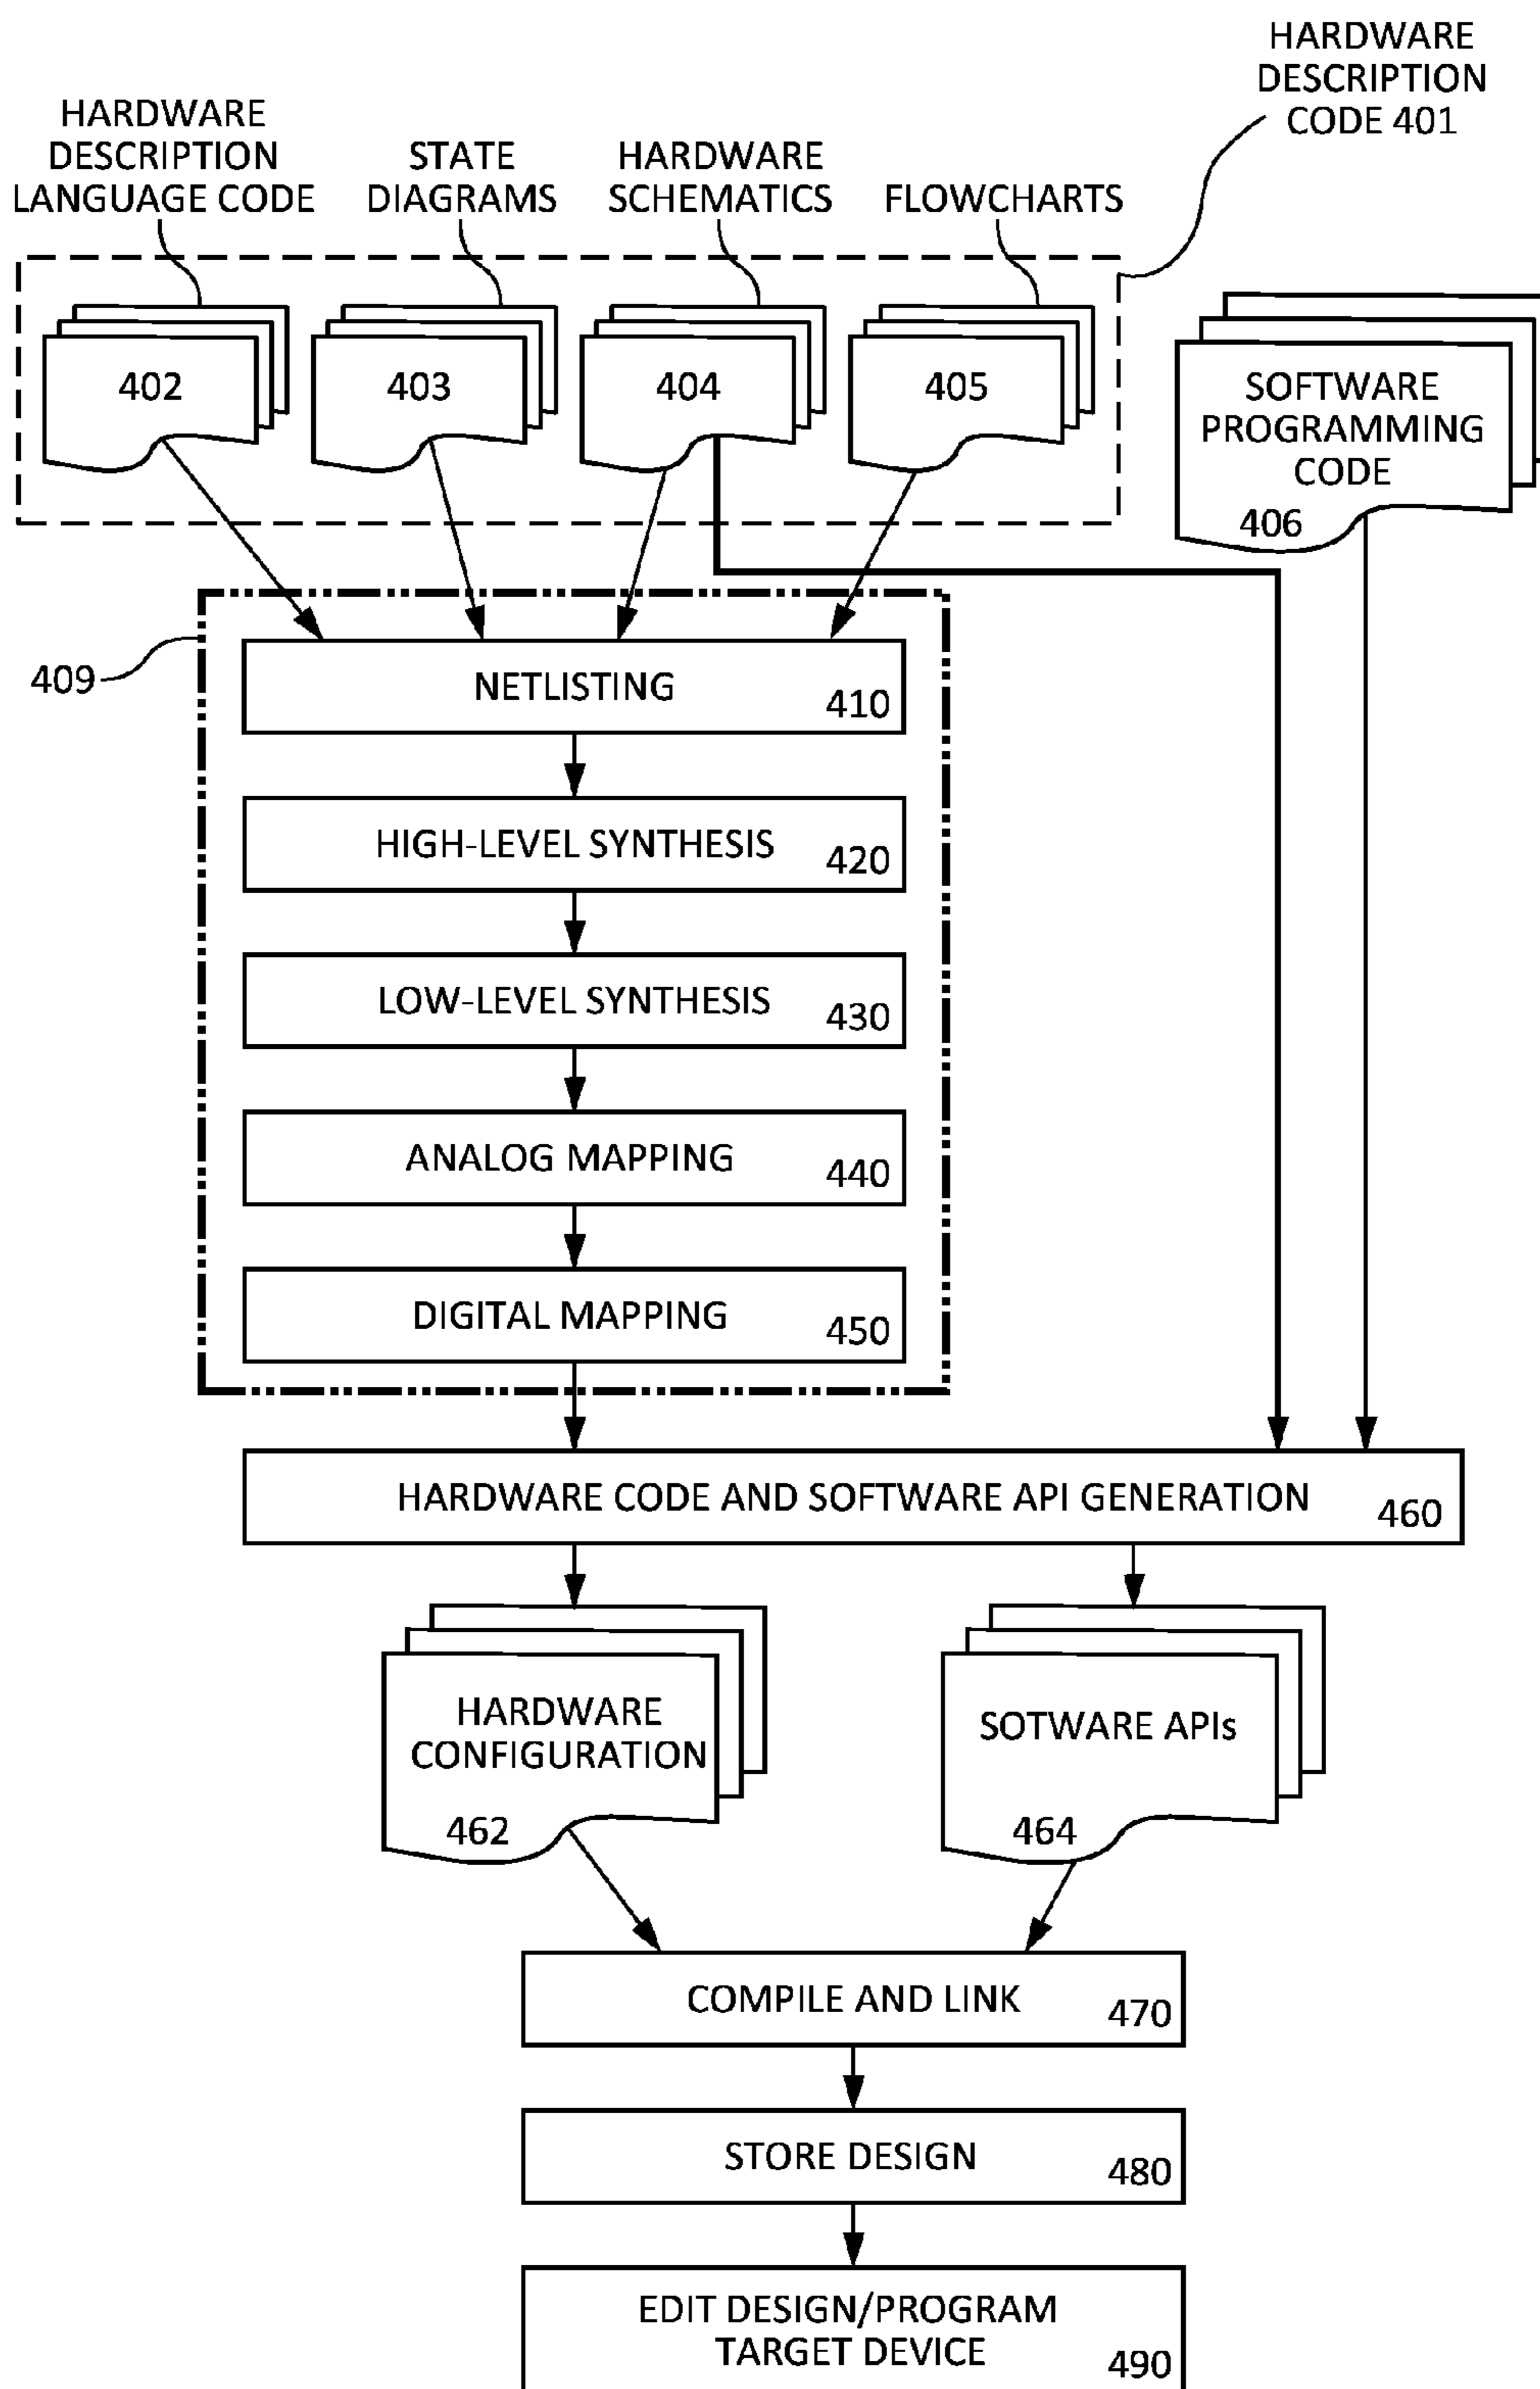 HARDWARE
DESCRIPTION
CODE 401
HARDWARE
DESCRIPTION
LANGUAGE CODE
STATE
DIAGRAMS
HARDWARE
SCHEMATICS
FLOWCHARTS
402
403
404
405
SOFTWARE
PROGRAMMING
CODE
406
409
NETLISTING
410
HIGH-LEVEL SYNTHESIS
420
LOW-LEVEL SYNTHESIS
430
ANALOG MAPPING
440
DIGITAL MAPPING
450
HARDWARE CODE AND SOFTWARE API GENERATION
460
HARDWARE
CONFIGURATION
462
SOTWARE APIs
464
COMPILE AND LINK
470
STORE DESIGN
480
EDIT DESIGN/PROGRAM
TARGET DEVICE
490